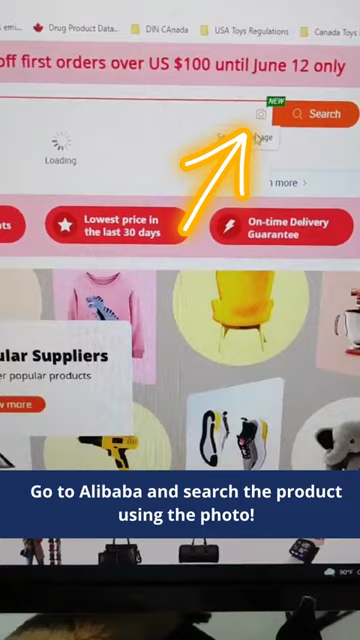 Drug Product Data..
DIN CAnada
USA Toys Regulations
Canada Toys
off first orders over US $100 until June 12 only
NEW
Search
Loading
more >
Lowest price in
the last 30 days
On-time Delivery
Guarantee
ular Suppliers
er popular products
w more
Go to Alibaba and search the product
using the photo!
90°F